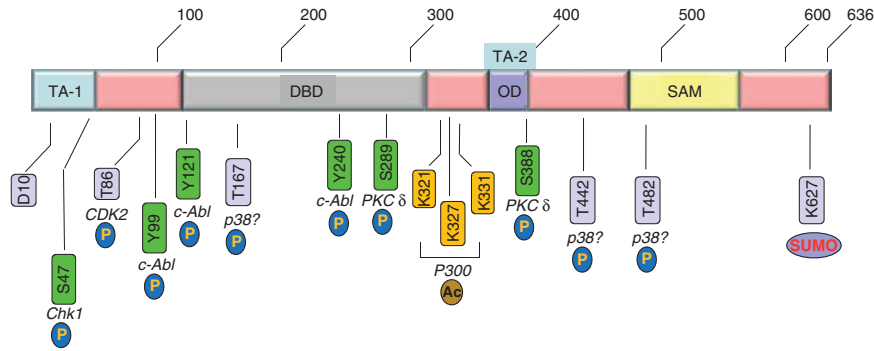 100 200 300 400 500 600 636
TA-2
TA-1 DBD OD SAM
D10
S47
Chk1
P
T86
CDK2
P
Y99
c-Abl
P
Y121
c-Abl
P
T167
p38?
P
Y240
c-Abl
P
S289
PKC δ
P
K321
K327
K331
P300
Ac
S388
PKC δ
P
T442
p38?
P
T482
p38?
P
K627
SUMO